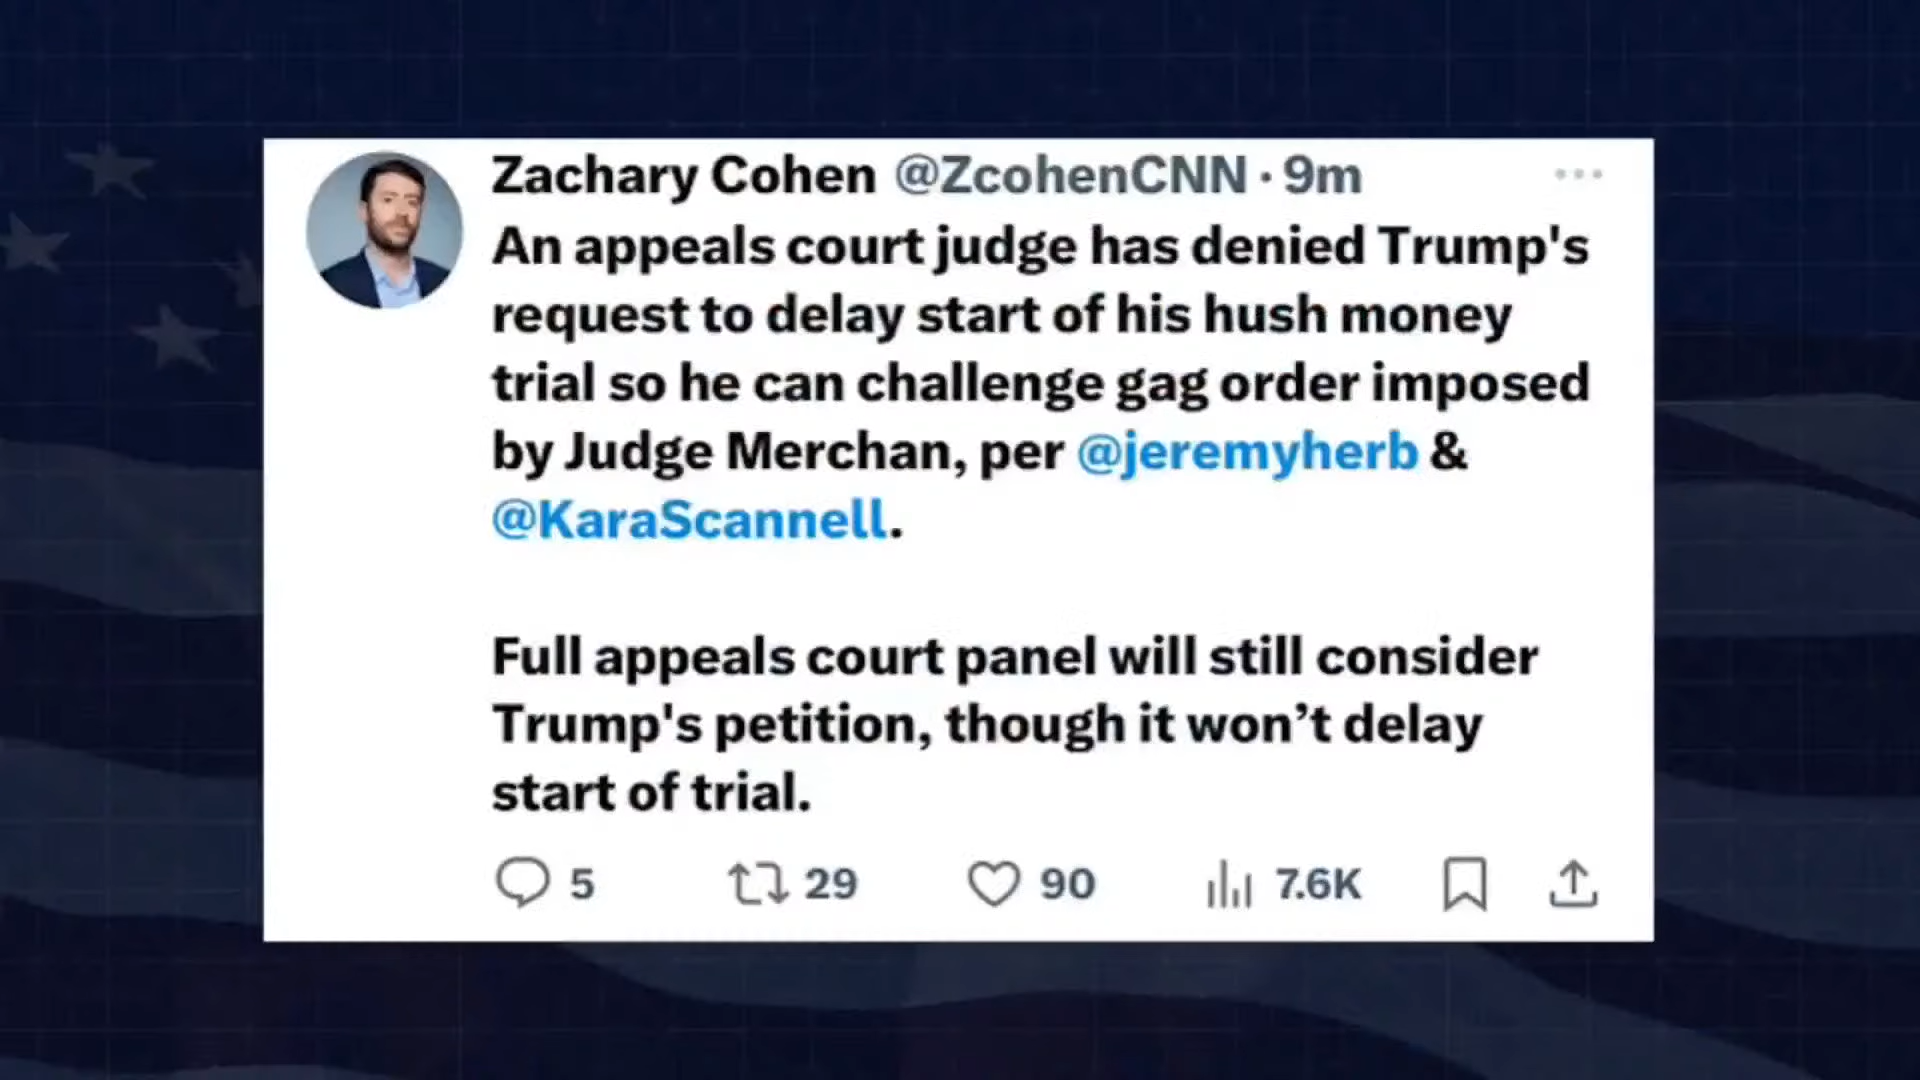 Zachary Cohen @ZcohenCNN · 9m
An appeals court judge has denied Trump's
request to delay start of his hush money
trial so he can challenge gag order imposed
by Judge Merchan, per @jeremyherb &
@KaraScannell.
Full appeals court panel will still consider
Trump's petition, though it won’t delay
start of trial.
5 29 90 7.6K